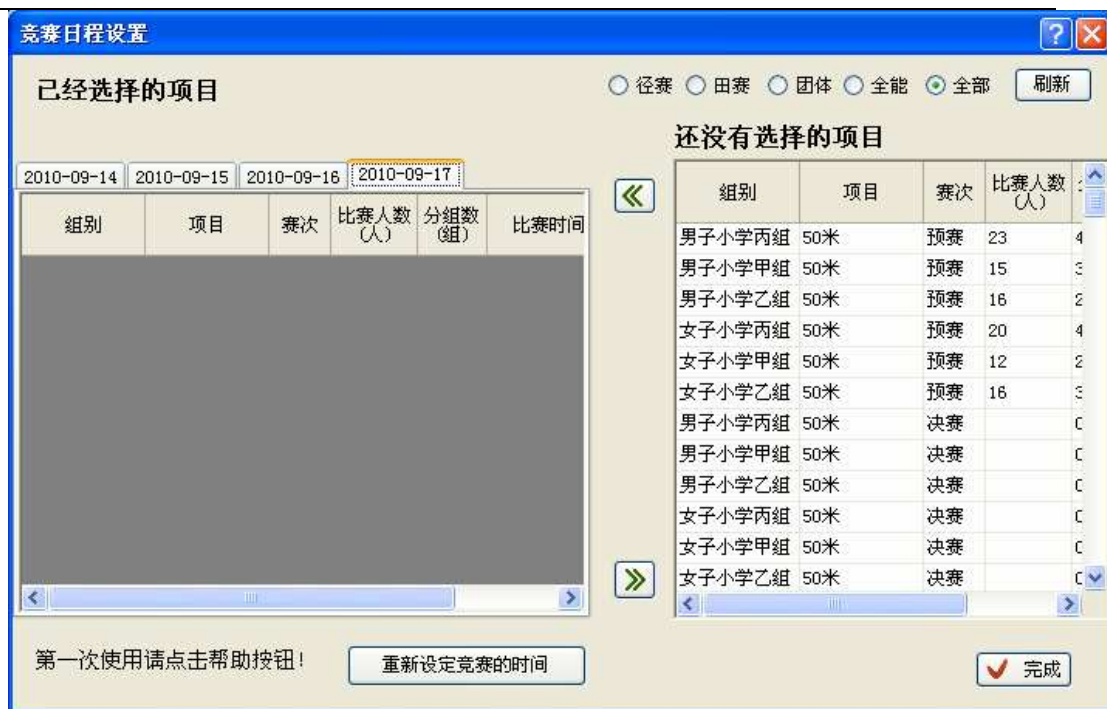 竞赛日程设置
已经选择的项目
径赛 田赛 团体 全能 全部 刷新
还没有选择的项目
2010-09-14 2010-09-15 2010-09-16 2010-09-17
组别 项目 赛次 比赛人数(人) 分组数(组) 比赛时间
组别 项目 赛次 比赛人数(人)
男子小学丙组 50米 预赛 23 4
男子小学甲组 50米 预赛 15 3
男子小学乙组 50米 预赛 16 2
女子小学丙组 50米 预赛 20 4
女子小学甲组 50米 预赛 12 2
女子小学乙组 50米 预赛 16 3
男子小学丙组 50米 决赛 0
男子小学甲组 50米 决赛 0
男子小学乙组 50米 决赛 0
女子小学丙组 50米 决赛 0
女子小学甲组 50米 决赛 0
女子小学乙组 50米 决赛 0
第一次使用请点击帮助按钮!
重新设定竞赛的时间
完成